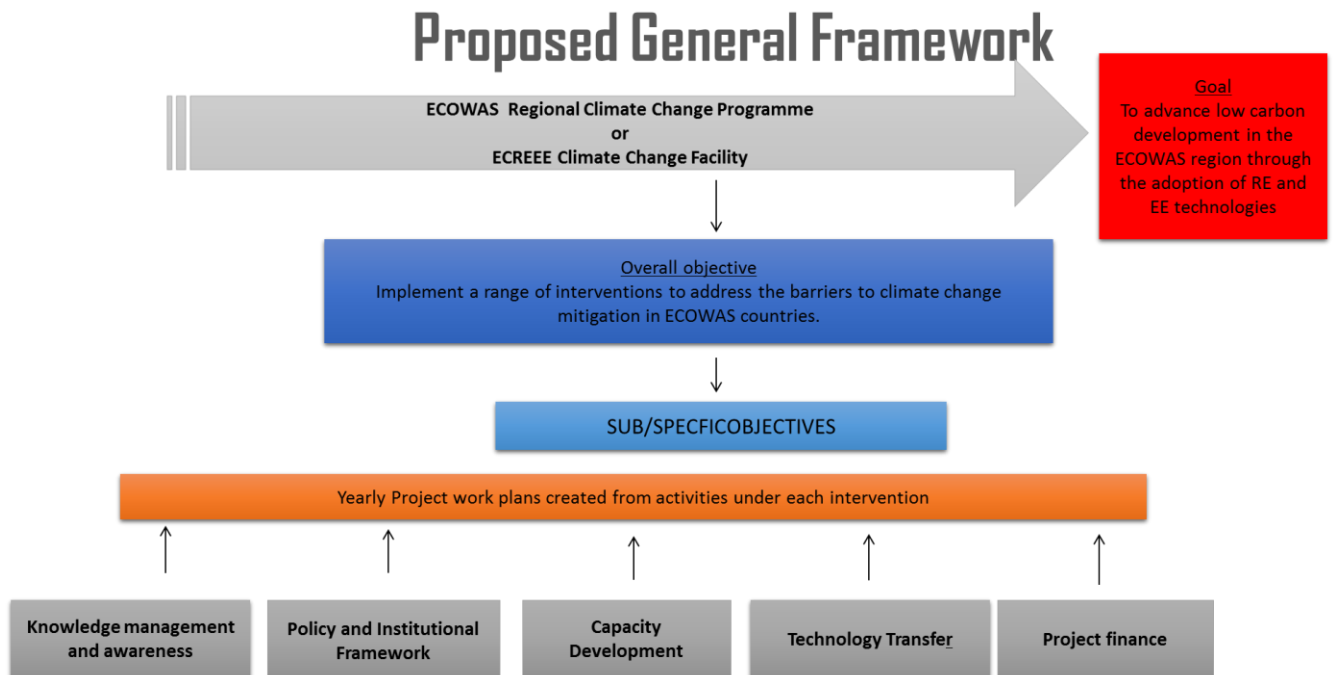 Proposed General Framework
ECOWAS Regional Climate Change Programme
or
ECREEE Climate Change Facility
Goal
To advance low carbon
development in the
ECOWAS region through
the adoption of RE and
EE technologies
Overall objective
Implement a range of interventions to address the barriers to climate change
mitigation in ECOWAS countries.
SUB/SPECFICOBJECTIVES
Yearly Project work plans created from activities under each intervention
Knowledge management
and awareness
Policy and Institutional
Framework
Capacity
Development
Technology Transfer
Project finance